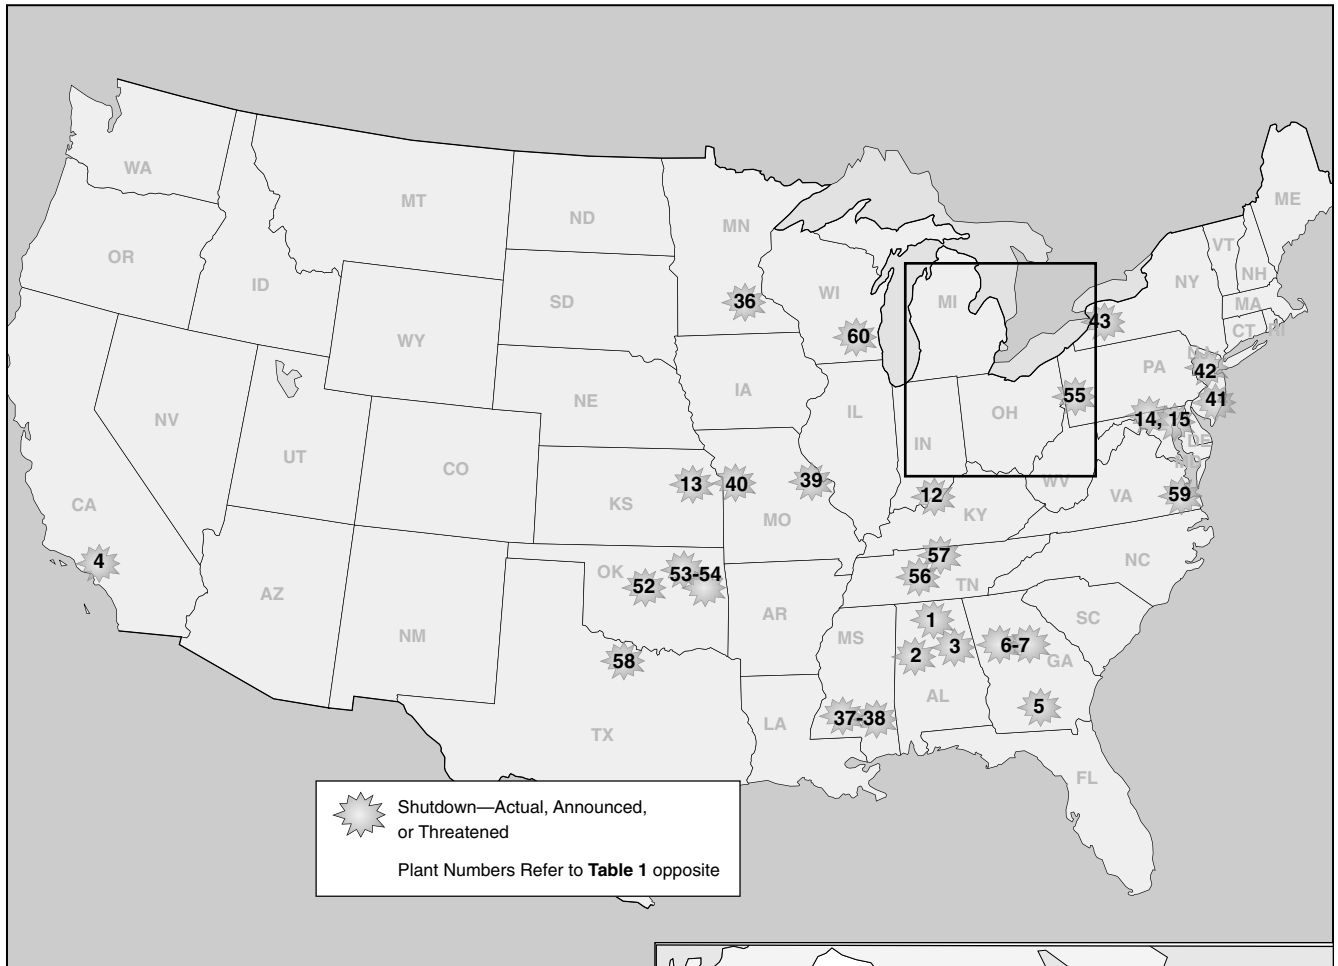 WA
MT
ND
MN
ME
OR
ID
SD
WI
MI
VT
NH
NY
MA
CT
RI
WY
36
60
43
NV
UT
CO
NE
IA
IL
IN
OH
PA
NJ
42
55
41
14, 15
DE
MD
CA
KS
13
40
39
MO
12
KY
WV
VA
59
4
AZ
NM
OK
52
53-54
AR
57
56
TN
NC
SC
58
MS
1
2
3
6-7
GA
AL
5
TX
LA
37-38
FL
Shutdown—Actual, Announced,
or Threatened
Plant Numbers Refer to Table 1 opposite